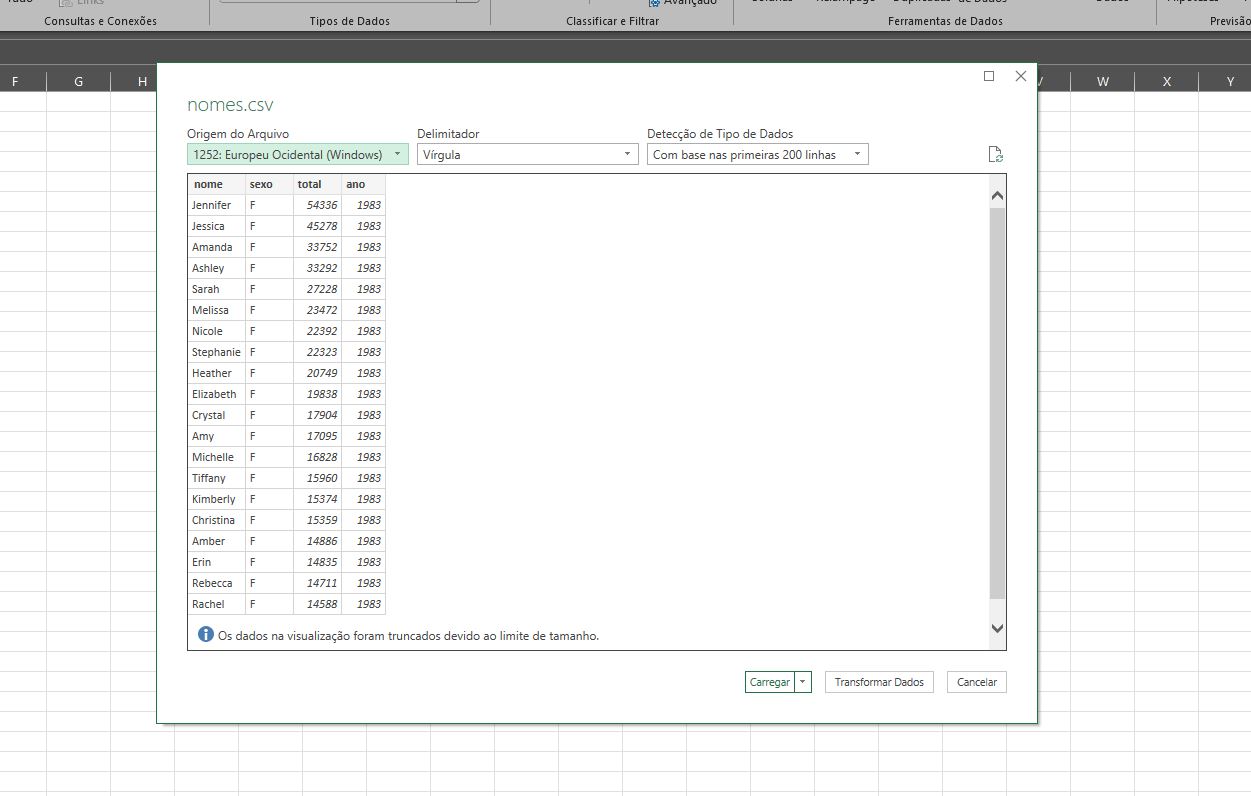 Links
Avançado
Consultas e Conexões
Tipos de Dados
Classificar e Filtrar
Ferramentas de Dados
Previsão
F G H W X Y
nomes.csv
Origem do Arquivo Delimitador Detecção de Tipo de Dados
1252: Europeu Ocidental (Windows) Vírgula Com base nas primeiras 200 linhas
nome sexo total ano
Jennifer F 54336 1983
Jessica F 45278 1983
Amanda F 33752 1983
Ashley F 33292 1983
Sarah F 27228 1983
Melissa F 23472 1983
Nicole F 22392 1983
Stephanie F 22323 1983
Heather F 20749 1983
Elizabeth F 19838 1983
Crystal F 17904 1983
Amy F 17095 1983
Michelle F 16828 1983
Tiffany F 15960 1983
Kimberly F 15374 1983
Christina F 15359 1983
Amber F 14886 1983
Erin F 14835 1983
Rebecca F 14711 1983
Rachel F 14588 1983
Os dados na visualização foram truncados devido ao limite de tamanho.
Carregar Transformar Dados Cancelar